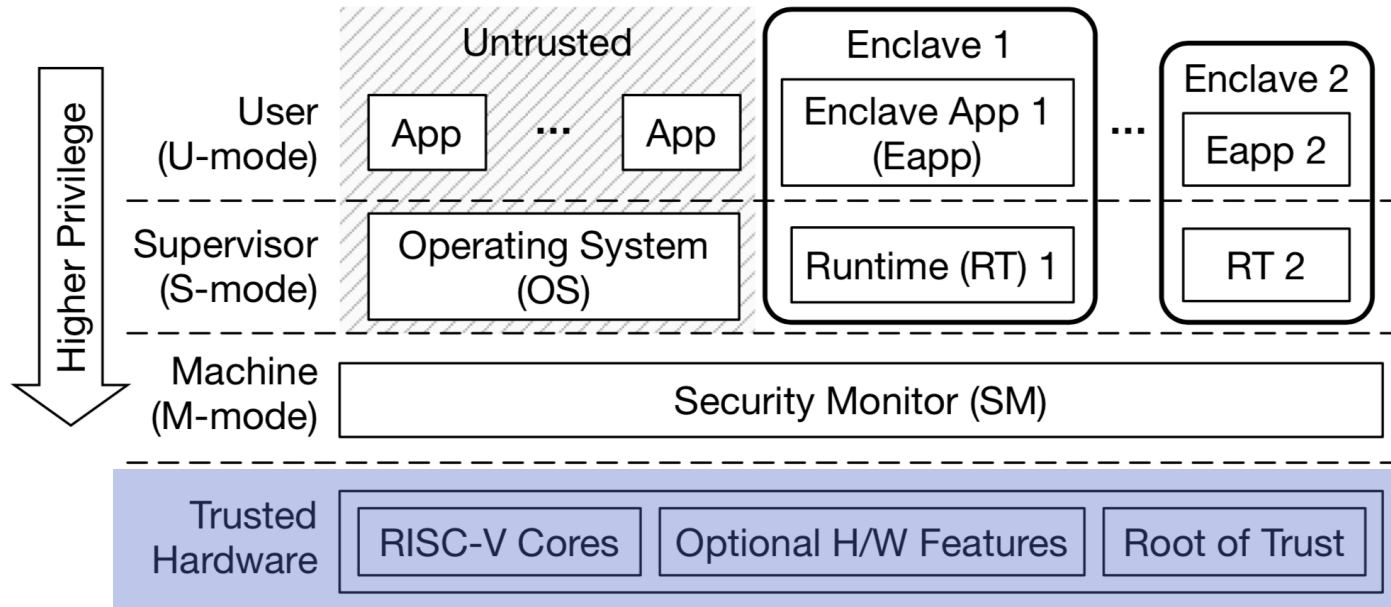 Higher Privilege
Untrusted
Enclave 1
Enclave 2
User
(U-mode)
App
...
App
Enclave App 1
(Eapp)
...
Eapp 2
Supervisor
(S-mode)
Operating System
(OS)
Runtime (RT) 1
RT 2
Machine
(M-mode)
Security Monitor (SM)
Trusted
Hardware
RISC-V Cores
Optional H/W Features
Root of Trust